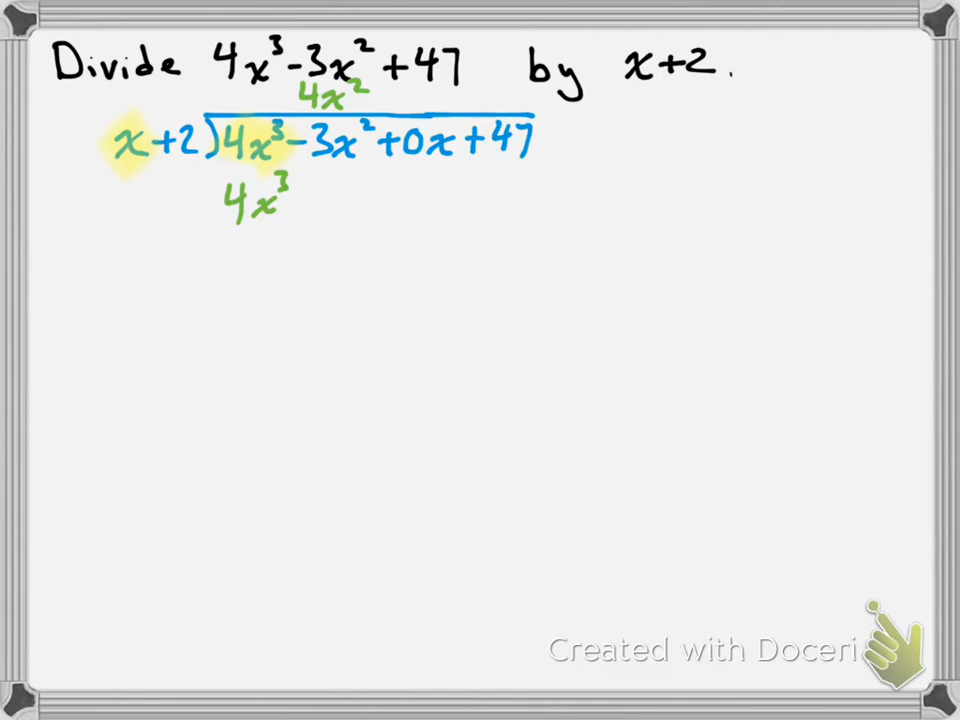 Divide 4x³-3x²+47 by x+2.
4x²
x+2)4x³-3x²+0x+47
4x³
Created with Doceri